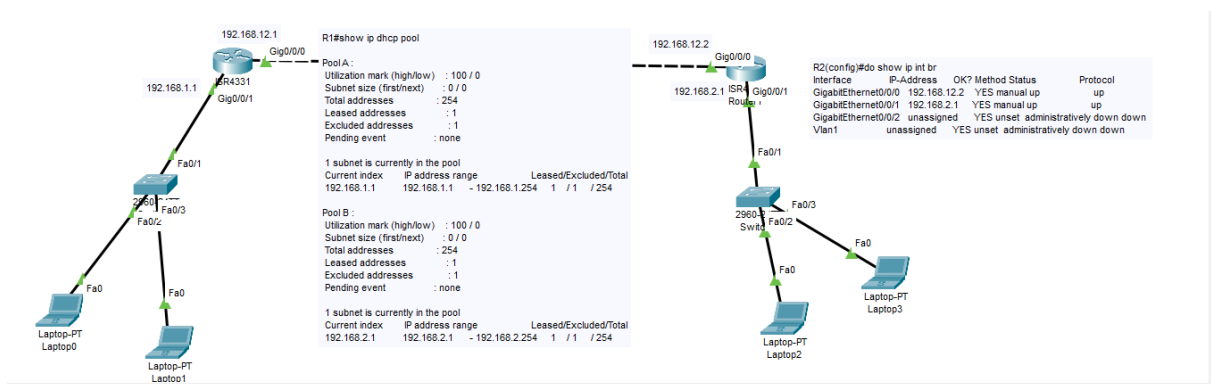 192.168.12.1
Gig0/0/0
ISR4331
192.168.1.1
Gig0/0/1
Fa0/1
Fa0/3
Fa0/2
Fa0
Fa0
Laptop-PT
Laptop0
Laptop-PT
Laptop1
R1#show ip dhcp pool
Pool A :
Utilization mark (high/low) : 100 / 0
Subnet size (first/next) : 0 / 0
Total addresses : 254
Leased addresses : 1
Excluded addresses : 1
Pending event : none
1 subnet is currently in the pool
Current index IP address range Leased/Excluded/Total
192.168.1.1 192.168.1.1 - 192.168.1.254 1 / 1 / 254
Pool B :
Utilization mark (high/low) : 100 / 0
Subnet size (first/next) : 0 / 0
Total addresses : 254
Leased addresses : 1
Excluded addresses : 1
Pending event : none
1 subnet is currently in the pool
Current index IP address range Leased/Excluded/Total
192.168.2.1 192.168.2.1 - 192.168.2.254 1 / 1 / 254
192.168.12.2
Gig0/0/0
192.168.2.1
ISR4
Gig0/0/1
Fa0/1
Fa0/3
2960-2
Fa0/2
Switc
Fa0
Fa0
Laptop-PT
Laptop3
Laptop-PT
Laptop2
R2(config)#do show ip int br
Interface IP-Address OK? Method Status Protocol
GigabitEthernet0/0/0 192.168.12.2 YES manual up up
GigabitEthernet0/0/1 192.168.2.1 YES manual up up
GigabitEthernet0/0/2 unassigned YES unset administratively down down
Vlan1 unassigned YES unset administratively down down